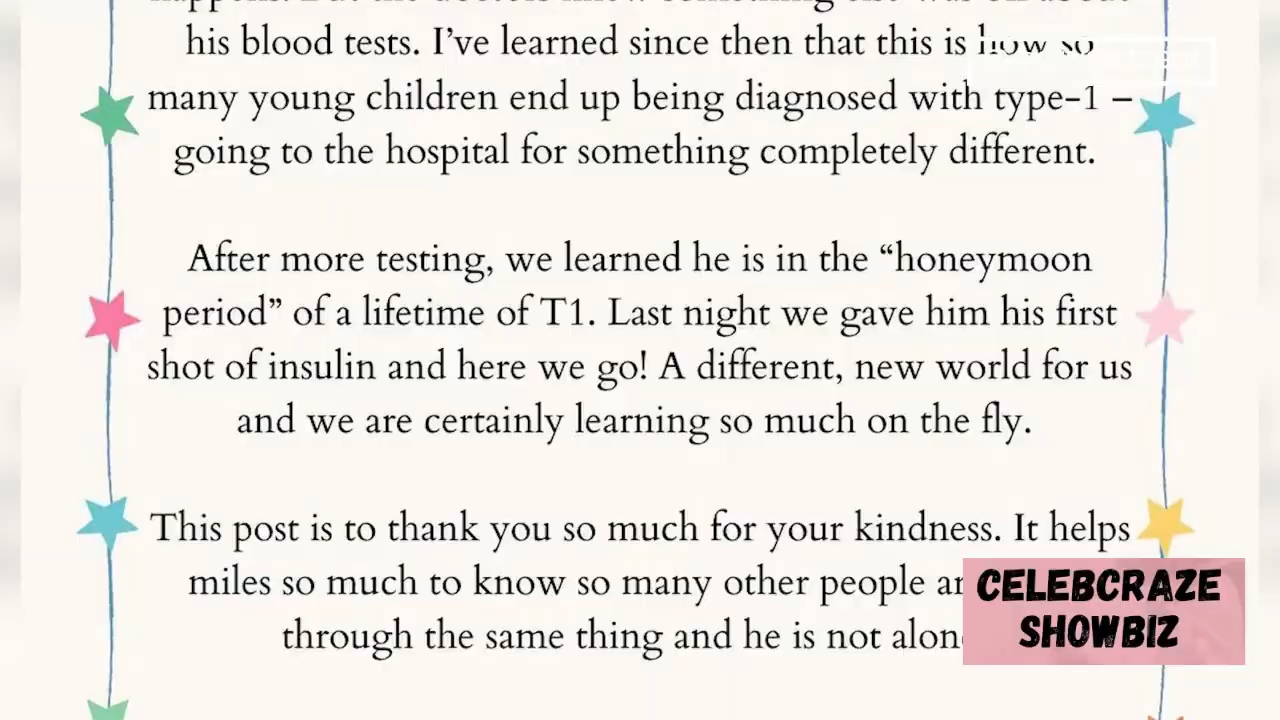 his blood tests. I’ve learned since then that this is how so
many young children end up being diagnosed with type-1 –
going to the hospital for something completely different.
After more testing, we learned he is in the “honeymoon
period” of a lifetime of T1. Last night we gave him his first
shot of insulin and here we go! A different, new world for us
and we are certainly learning so much on the fly.
This post is to thank you so much for your kindness. It helps
miles so much to know so many other people
through the same thing and he is not
CELEBCRAZE
SHOWBIZ